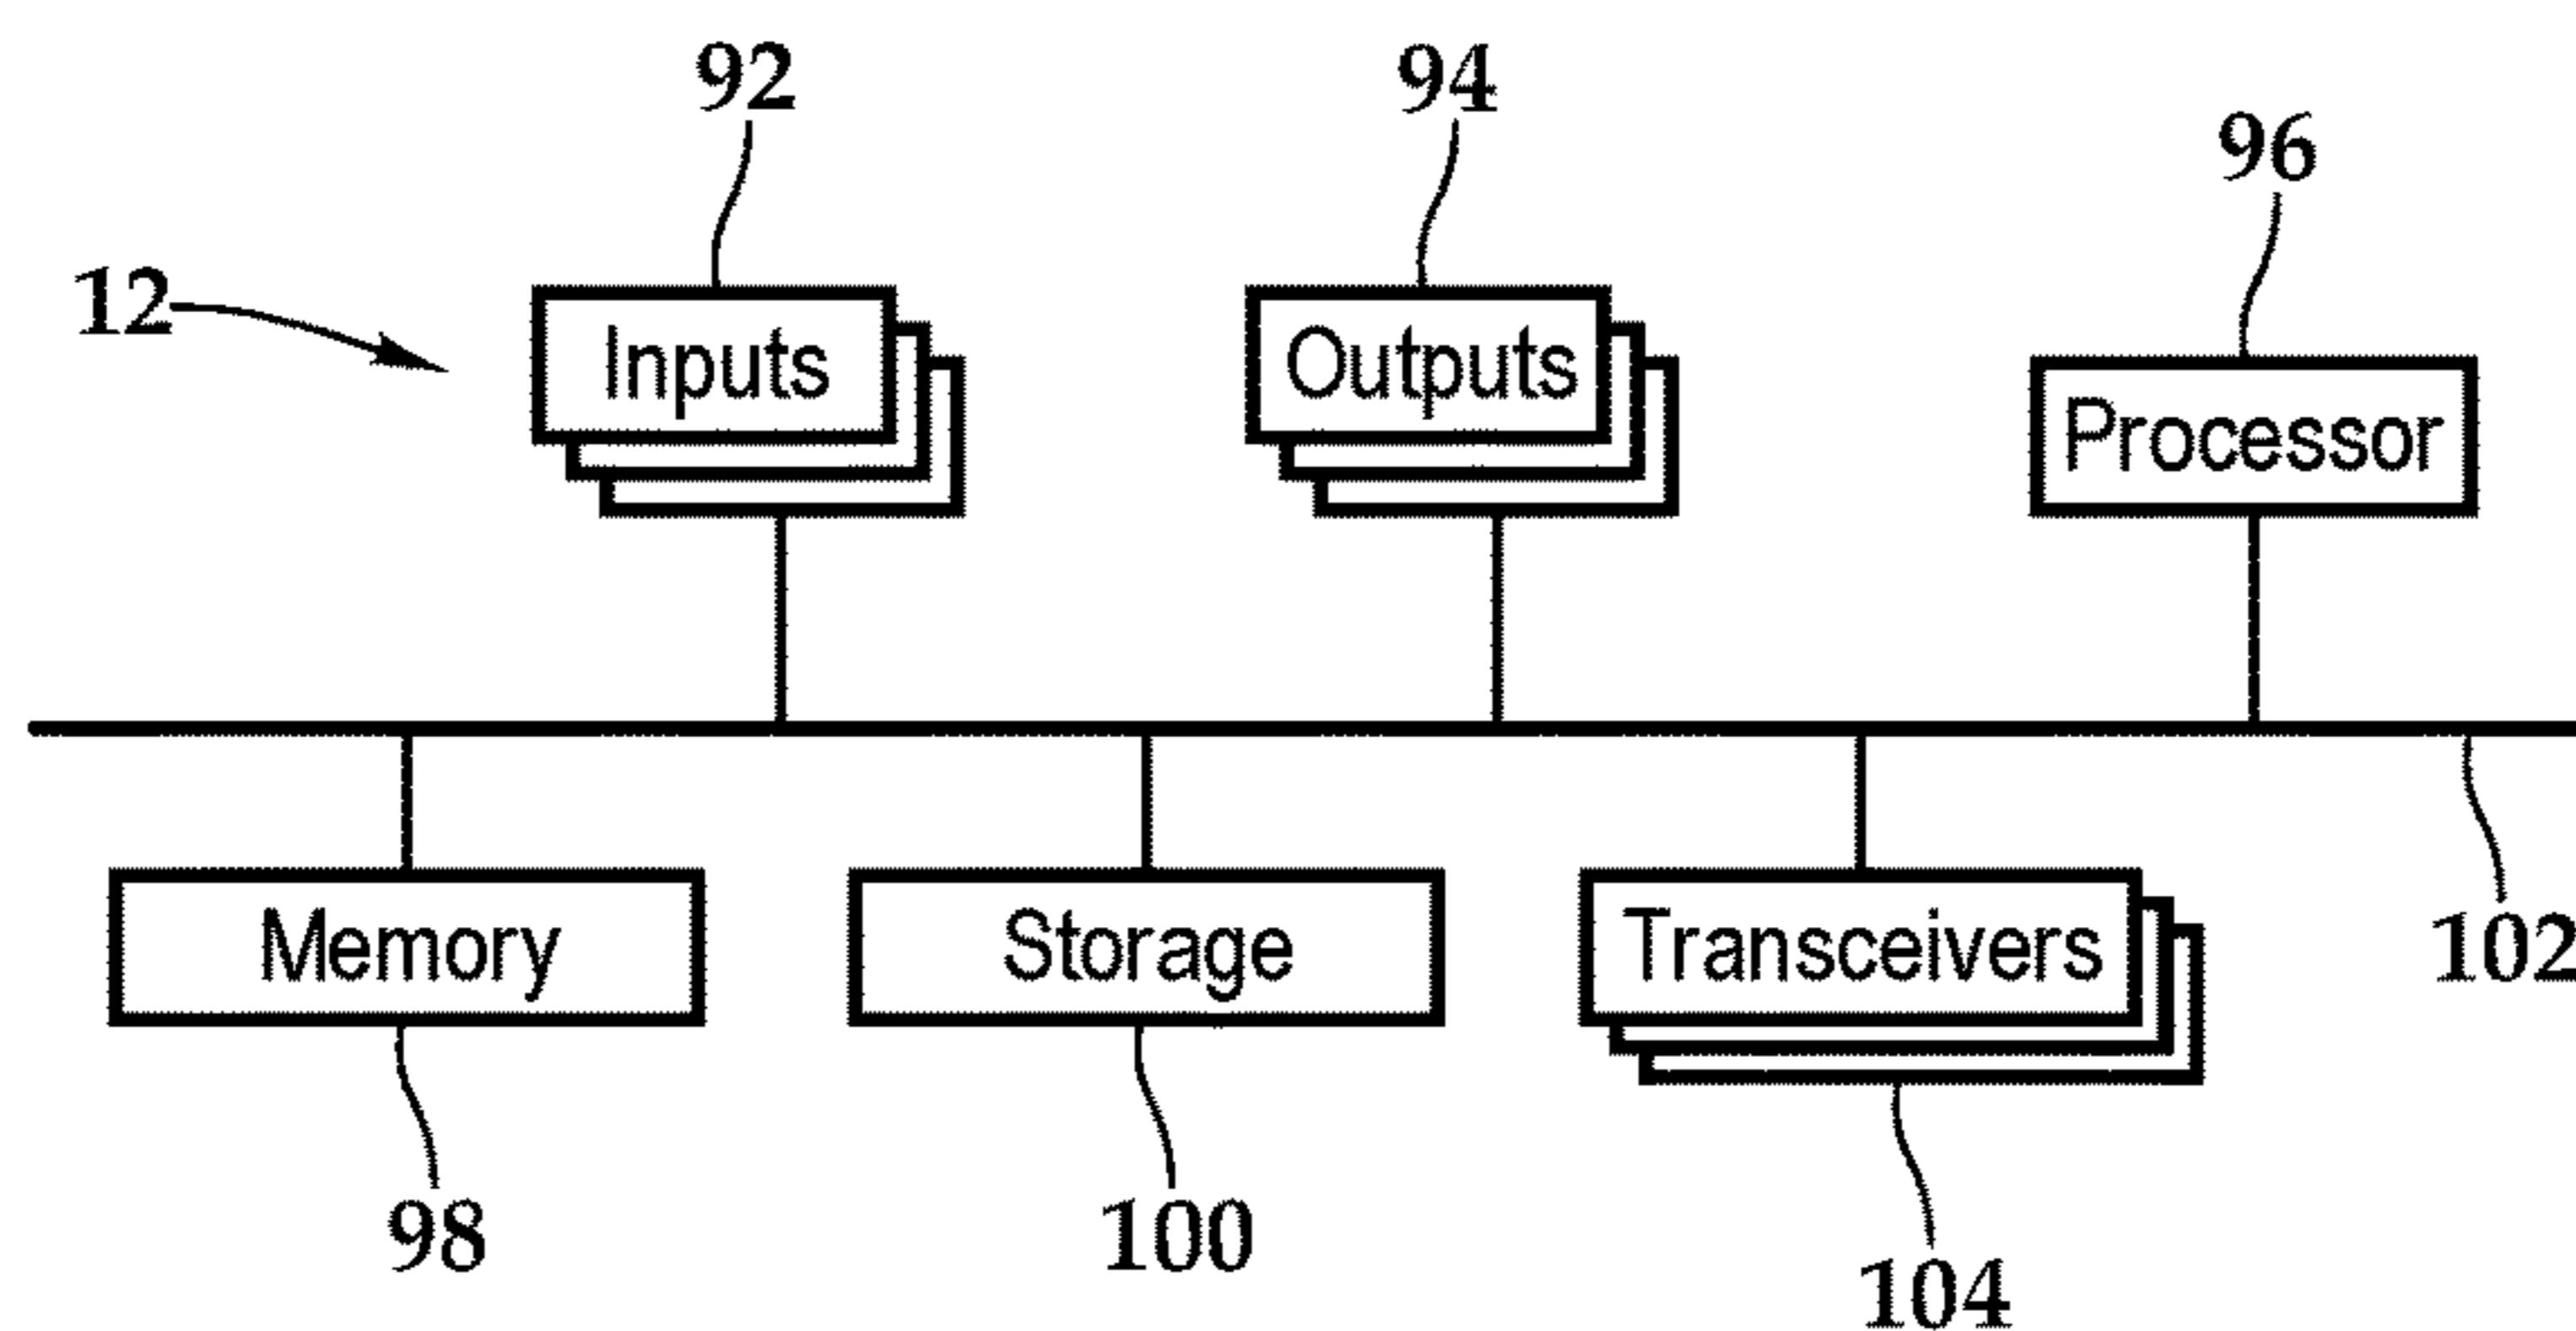 92
94
96
12
Inputs
Outputs
Processor
Memory
Storage
Transceivers
102
98
100
104